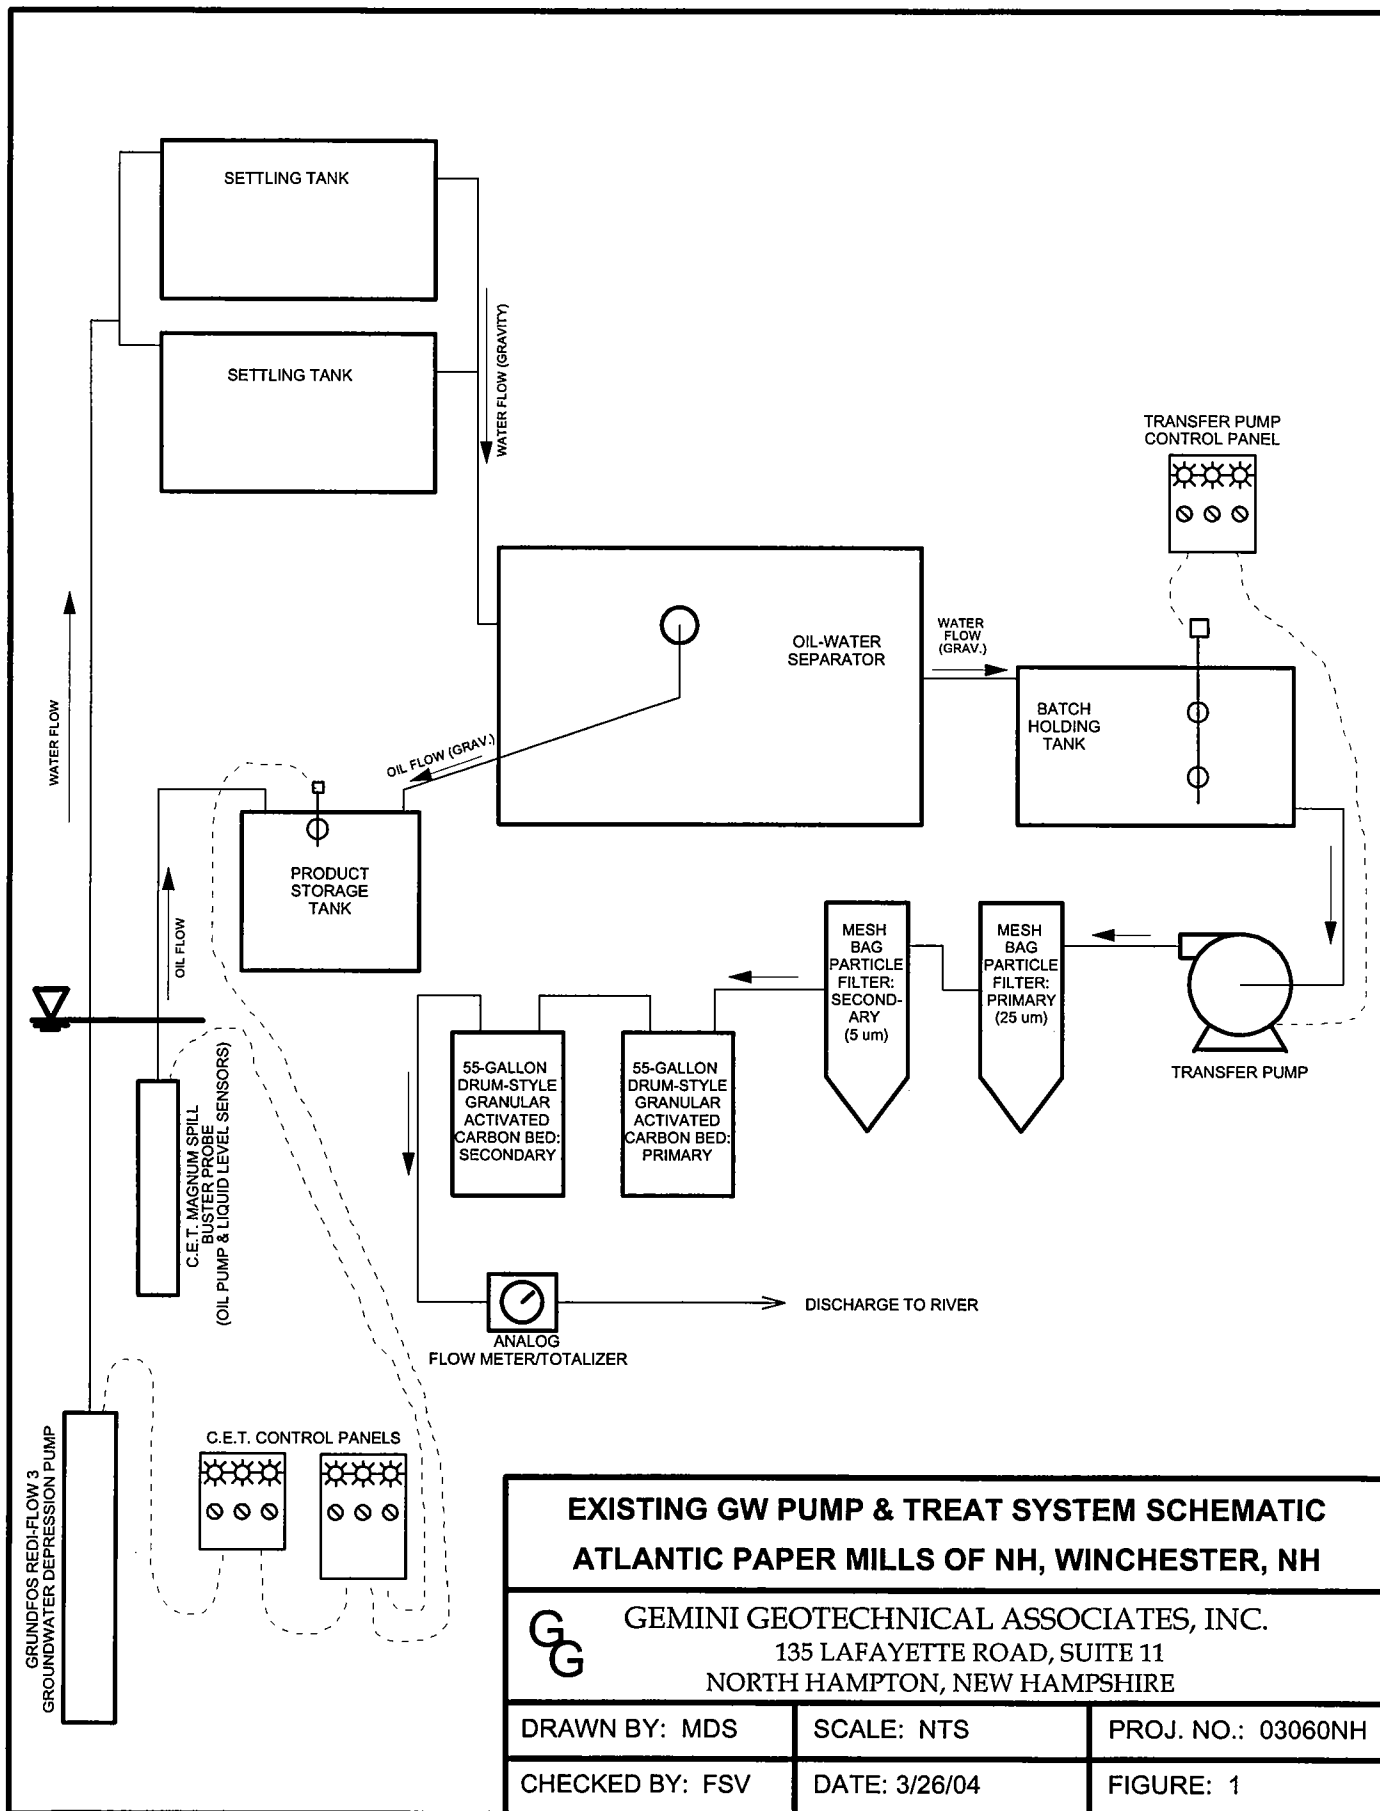 SETTLING TANK
SETTLING TANK
WATER FLOW (GRAVITY)
TRANSFER PUMP
CONTROL PANEL
OIL-WATER
SEPARATOR
WATER
FLOW
(GRAV.)
BATCH
HOLDING
TANK
WATER FLOW
OIL FLOW (GRAV.)
PRODUCT
STORAGE
TANK
OIL FLOW
MESH
BAG
PARTICLE
FILTER:
SECOND-
ARY
(5 um)
MESH
BAG
PARTICLE
FILTER:
PRIMARY
(25 um)
TRANSFER PUMP
55-GALLON
DRUM-STYLE
GRANULAR
ACTIVATED
CARBON BED:
SECONDARY
55-GALLON
DRUM-STYLE
GRANULAR
ACTIVATED
CARBON BED:
PRIMARY
C.E.T. MAGNUM SPILL
BUSTER PROBE
(OIL PUMP & LIQUID LEVEL SENSORS)
DISCHARGE TO RIVER
ANALOG
FLOW METER/TOTALIZER
C.E.T. CONTROL PANELS
GRUNDFOS REDI-FLOW 3
GROUNDWATER DEPRESSION PUMP
EXISTING GW PUMP & TREAT SYSTEM SCHEMATIC
ATLANTIC PAPER MILLS OF NH, WINCHESTER, NH
GG
GEMINI GEOTECHNICAL ASSOCIATES, INC.
135 LAFAYETTE ROAD, SUITE 11
NORTH HAMPTON, NEW HAMPSHIRE
DRAWN BY: MDS
SCALE: NTS
PROJ. NO.: 03060NH
CHECKED BY: FSV
DATE: 3/26/04
FIGURE: 1